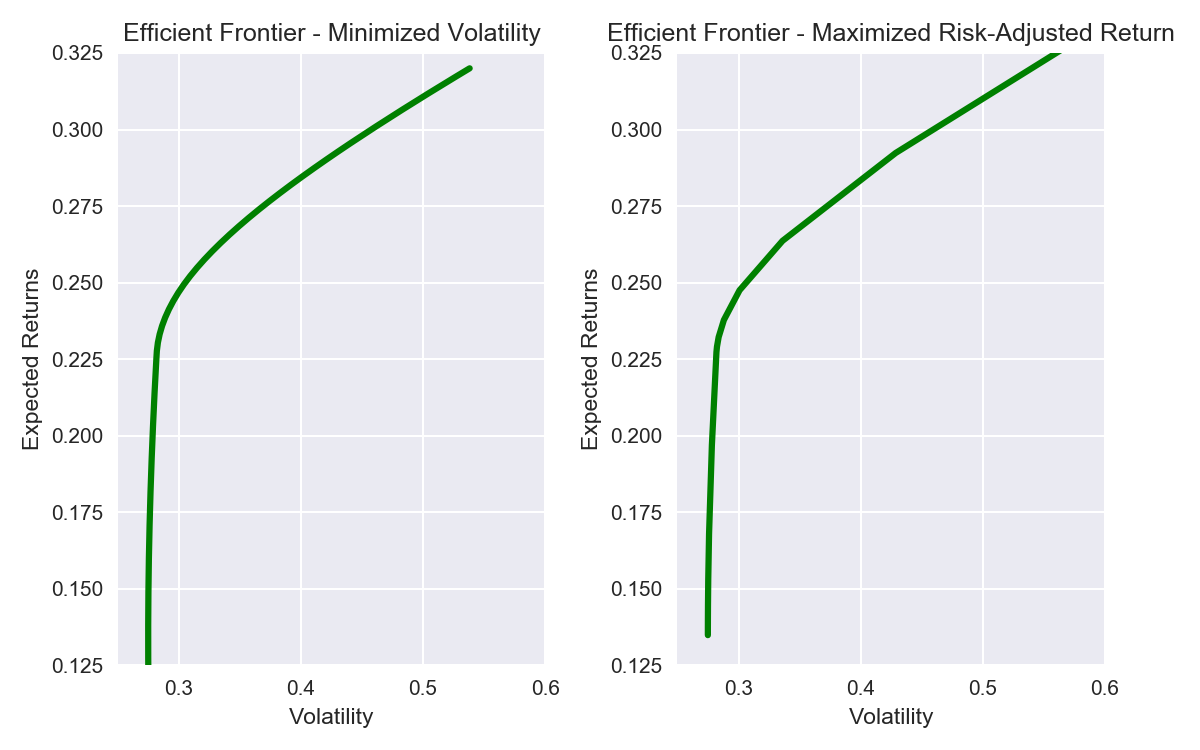 Efficient Frontier - Minimized Volatility
0.325
0.300
0.275
0.250
0.225
0.200
0.175
0.150
0.125
Expected Returns
0.3 0.4 0.5 0.6
Volatility
Efficient Frontier - Maximized Risk-Adjusted Return
0.325
0.300
0.275
0.250
0.225
0.200
0.175
0.150
0.125
Expected Returns
0.3 0.4 0.5 0.6
Volatility